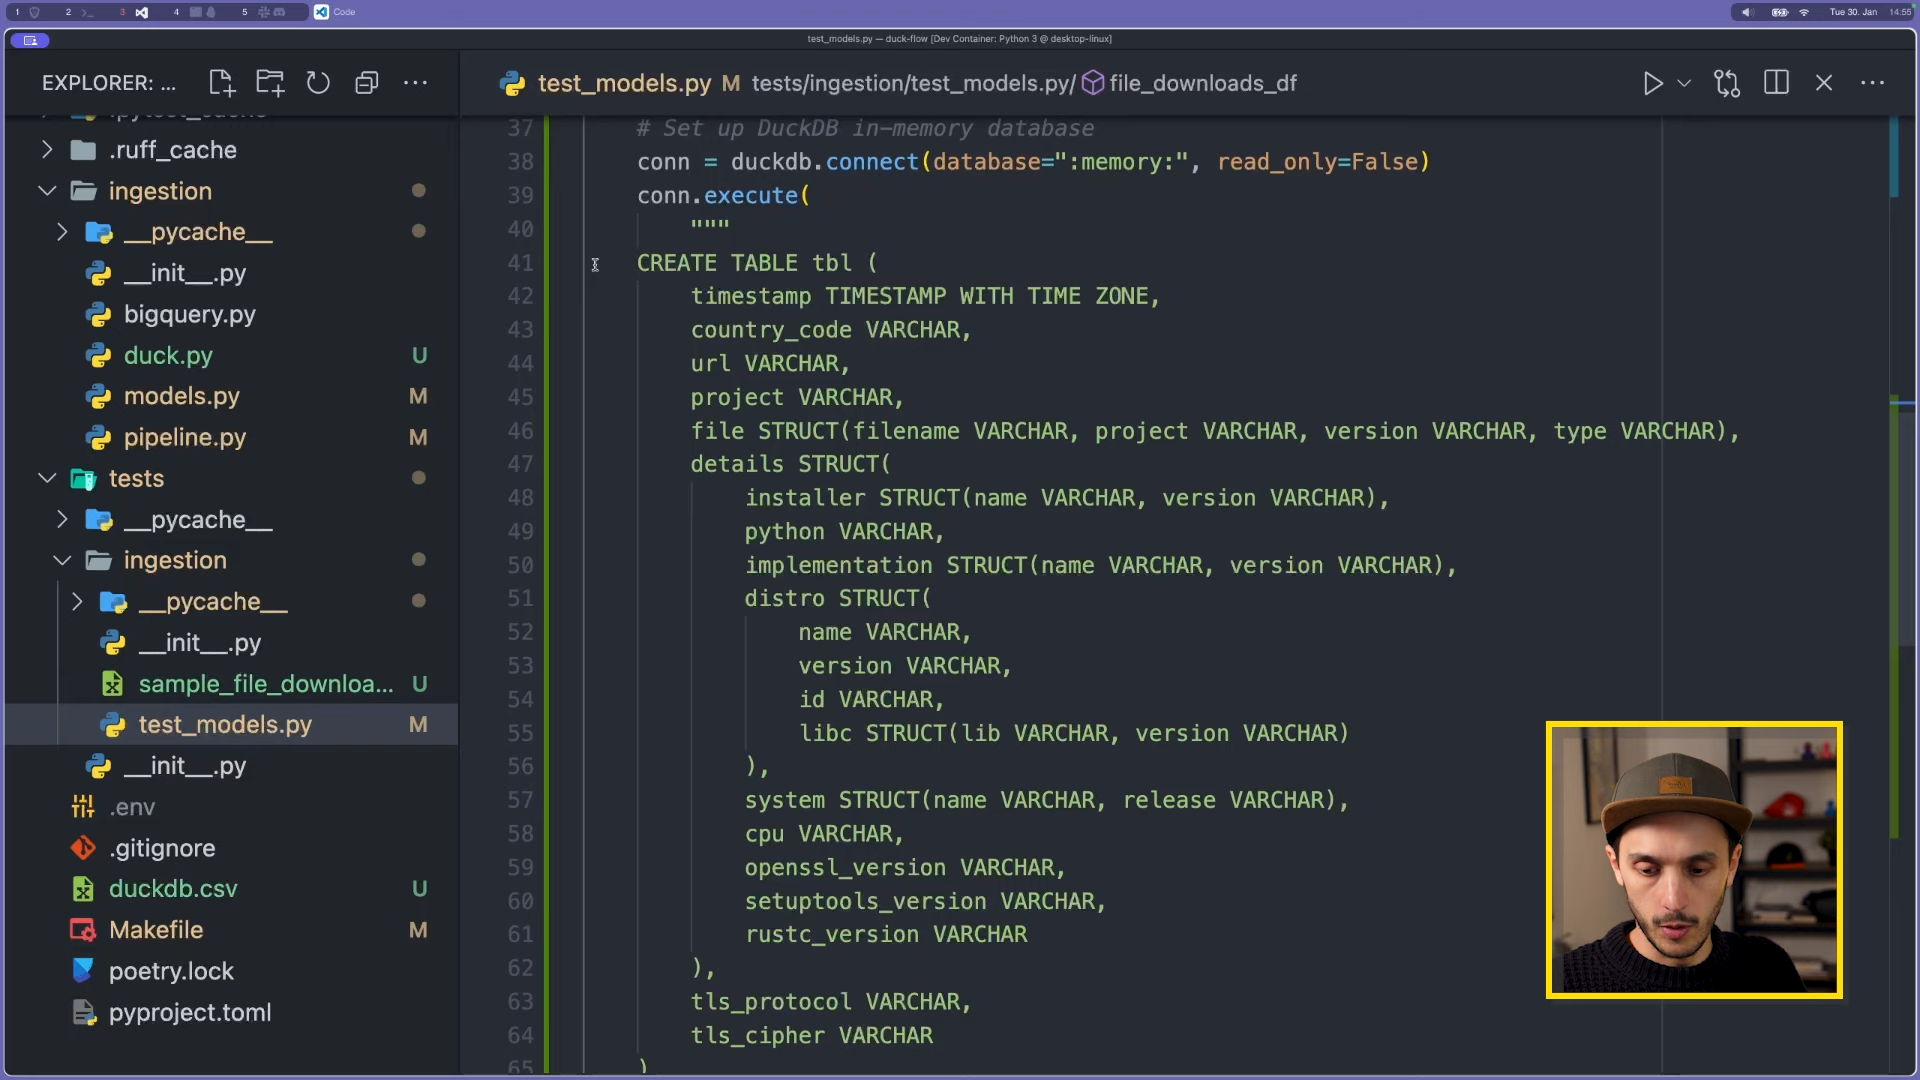 1 2 3 4 5 Code
Tue 30. Jan 14:55
test_models.py — duck-flow [Dev Container: Python 3 @ desktop-linux]
EXPLORER: ...
test_models.py M tests/ingestion/test_models.py/ file_downloads_df
.pytest_cache
.ruff_cache
ingestion
__pycache__
__init__.py
bigquery.py
duck.py U
models.py M
pipeline.py M
tests
__pycache__
ingestion
__pycache__
__init__.py
sample_file_downloa... U
test_models.py M
__init__.py
.env
.gitignore
duckdb.csv U
Makefile M
poetry.lock
pyproject.toml
37 # Set up DuckDB in-memory database
38 conn = duckdb.connect(database=":memory:", read_only=False)
39 conn.execute(
40 """
41 CREATE TABLE tbl (
42 timestamp TIMESTAMP WITH TIME ZONE,
43 country_code VARCHAR,
44 url VARCHAR,
45 project VARCHAR,
46 file STRUCT(filename VARCHAR, project VARCHAR, version VARCHAR, type VARCHAR),
47 details STRUCT(
48 installer STRUCT(name VARCHAR, version VARCHAR),
49 python VARCHAR,
50 implementation STRUCT(name VARCHAR, version VARCHAR),
51 distro STRUCT(
52 name VARCHAR,
53 version VARCHAR,
54 id VARCHAR,
55 libc STRUCT(lib VARCHAR, version VARCHAR)
56 ),
57 system STRUCT(name VARCHAR, release VARCHAR),
58 cpu VARCHAR,
59 openssl_version VARCHAR,
60 setuptools_version VARCHAR,
61 rustc_version VARCHAR
62 ),
63 tls_protocol VARCHAR,
64 tls_cipher VARCHAR
65 )